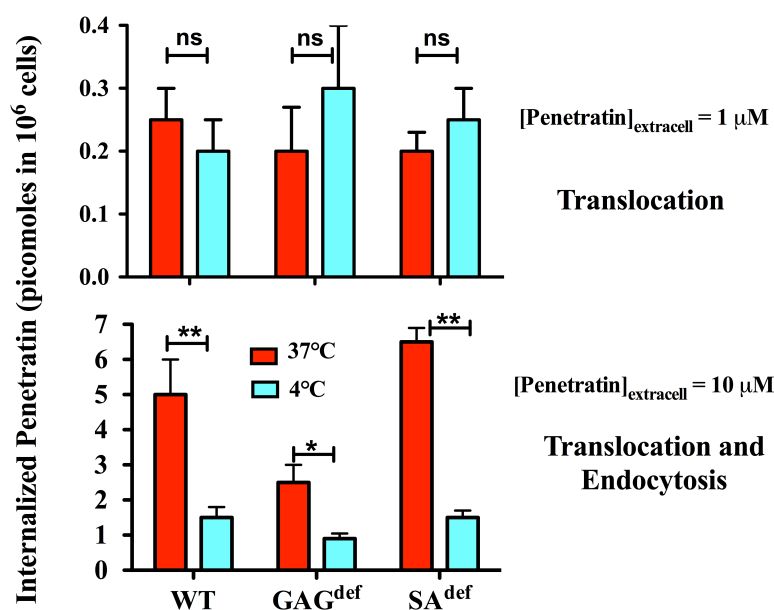 Internalized Penetratin (picomoles in 10⁶ cells)
0.4
0.3
0.2
0.1
0.0
ns
ns
ns
[Penetratin]extracell = 1 μM
Translocation
7
6
5
4
3
2
1
0
**
*
**
37°C
4°C
WT
GAGdef
SAdef
[Penetratin]extracell = 10 μM
Translocation and
Endocytosis